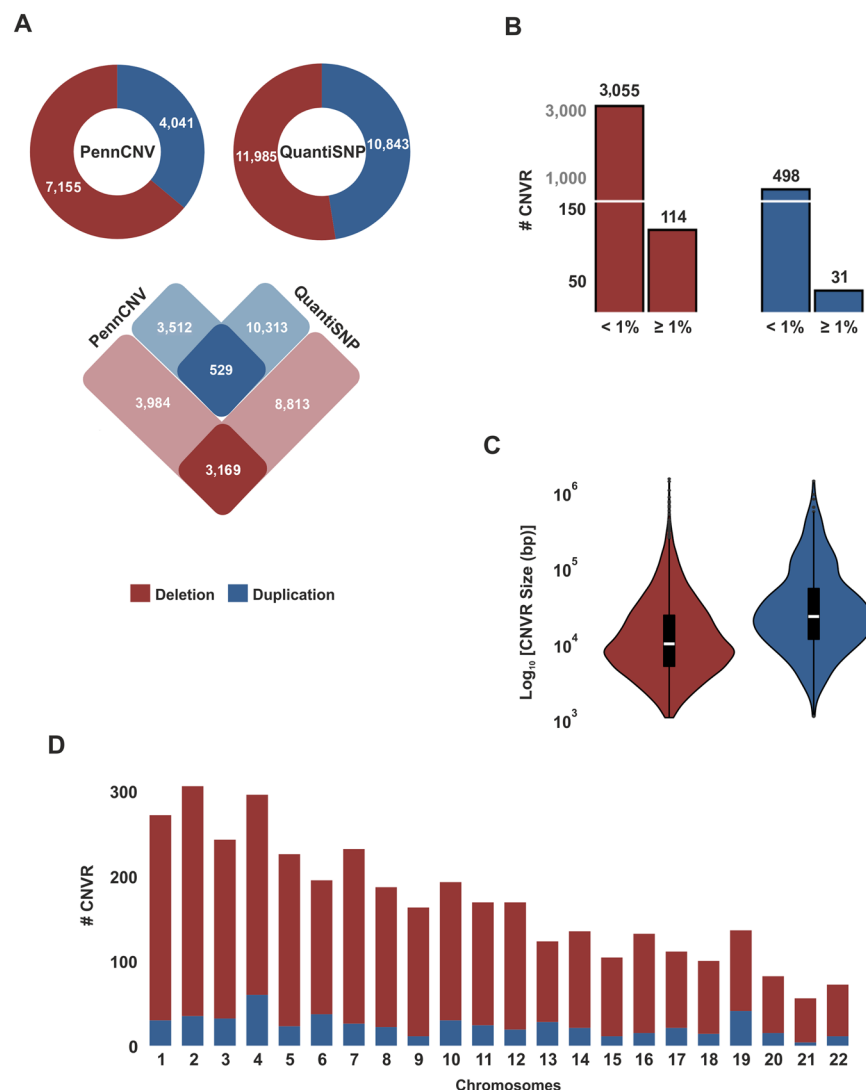 A
PennCNV
4,041
7,155
QuantiSNP
10,843
11,985
PennCNV
QuantiSNP
3,512
10,313
529
3,984
8,813
3,169
Deletion
Duplication
B
# CNVR
3,000
1,000
150
50
3,055
114
498
31
< 1%
≥ 1%
< 1%
≥ 1%
C
Log₁₀ [CNVR Size (bp)]
10⁶
10⁵
10⁴
10³
D
# CNVR
300
200
100
0
1 2 3 4 5 6 7 8 9 10 11 12 13 14 15 16 17 18 19 20 21 22
Chromosomes